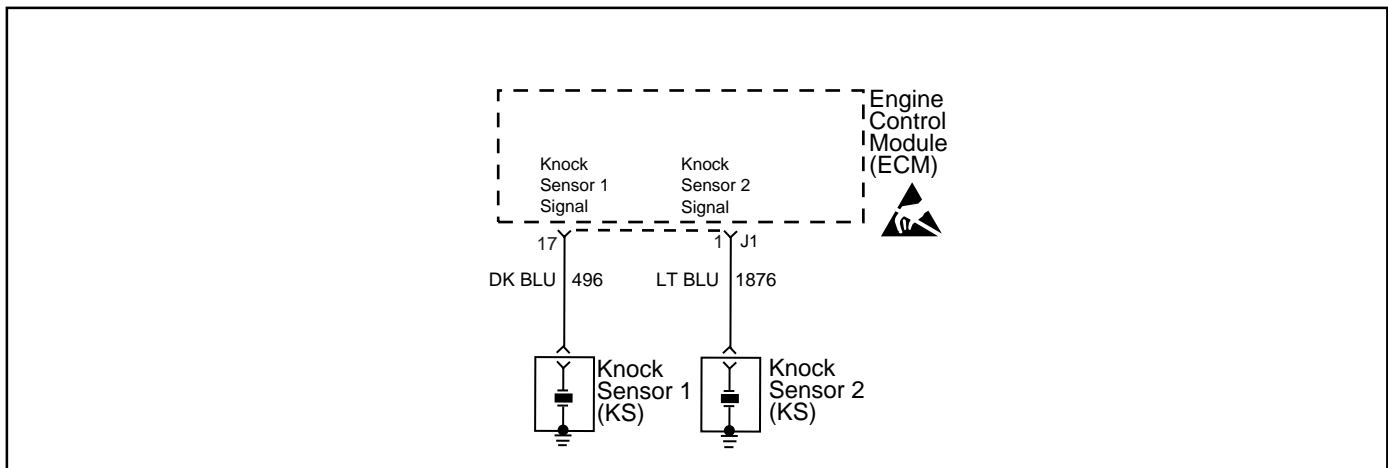 Engine
Control
Module
(ECM)
Knock
Sensor 1
Signal
Knock
Sensor 2
Signal
17
1
J1
DK BLU
496
LT BLU
1876
Knock
Sensor 1
(KS)
Knock
Sensor 2
(KS)